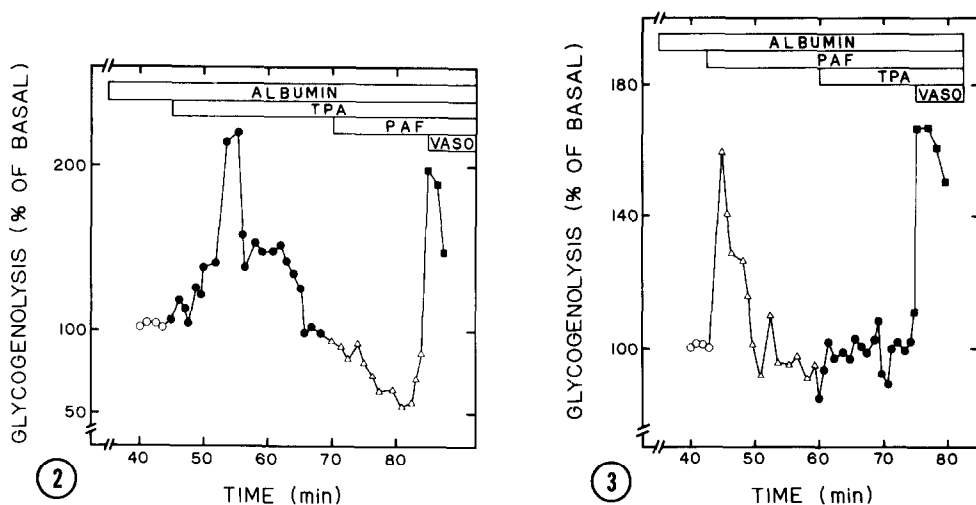 GLYCOGENOLYSIS (% OF BASAL)
200
100
50
ALBUMIN
TPA
PAF
VASO
40 50 60 70 80
TIME (min)
2
GLYCOGENOLYSIS (% OF BASAL)
180
140
100
ALBUMIN
PAF
TPA
VASO
40 50 60 70 80
TIME (min)
3